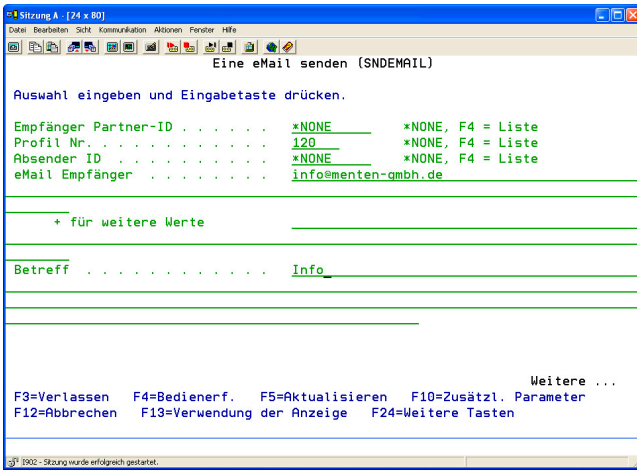 Sitzung A - [24 x 80]
Datei Bearbeiten Sicht Kommunikation Aktionen Fenster Hilfe
Eine eMail senden (SNDEMAIL)
Auswahl eingeben und Eingabetaste drücken.
Empfänger Partner-ID . . . . . . *NONE *NONE, F4 = Liste
Profil Nr. . . . . . . . . . . . 120 *NONE, F4 = Liste
Absender ID . . . . . . . . . . *NONE *NONE, F4 = Liste
eMail Empfänger . . . . . . . . info@menten-gmbh.de
+ für weitere Werte
Betreff . . . . . . . . . . . . Info
Weitere ...
F3=Verlassen F4=Bedienerf. F5=Aktualisieren F10=Zusätzl. Parameter
F12=Abbrechen F13=Verwendung der Anzeige F24=Weitere Tasten
I902 - Sitzung wurde erfolgreich gestartet.